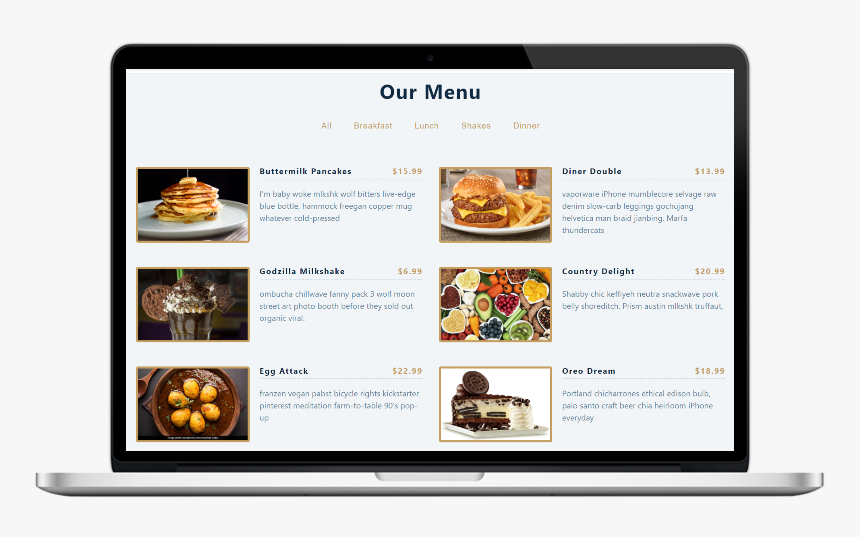 Our Menu
All Breakfast Lunch Shakes Dinner
Buttermilk Pancakes $15.99
I'm baby woke mlkshk wolf bitters live-edge
blue bottle, hammock freegan copper mug
whatever cold-pressed
Diner Double $13.99
vaporware iPhone mumblecore selvage raw
denim slow-carb leggings gochujang
helvetica man braid jianbing. Marfa
thundercats
Godzilla Milkshake $6.99
ombucha chillwave fanny pack 3 wolf moon
street art photo booth before they sold out
organic viral.
Country Delight $20.99
Shabby chic keffiyeh neutra snackwave pork
belly shoreditch. Prism austin mlkshk truffaut,
Egg Attack $22.99
franzen vegan pabst bicycle rights kickstarter
pinterest meditation farm-to-table 90's pop-
up
Oreo Dream $18.99
Portland chicharrones ethical edison bulb,
palo santo craft beer chia heirloom iPhone
everyday